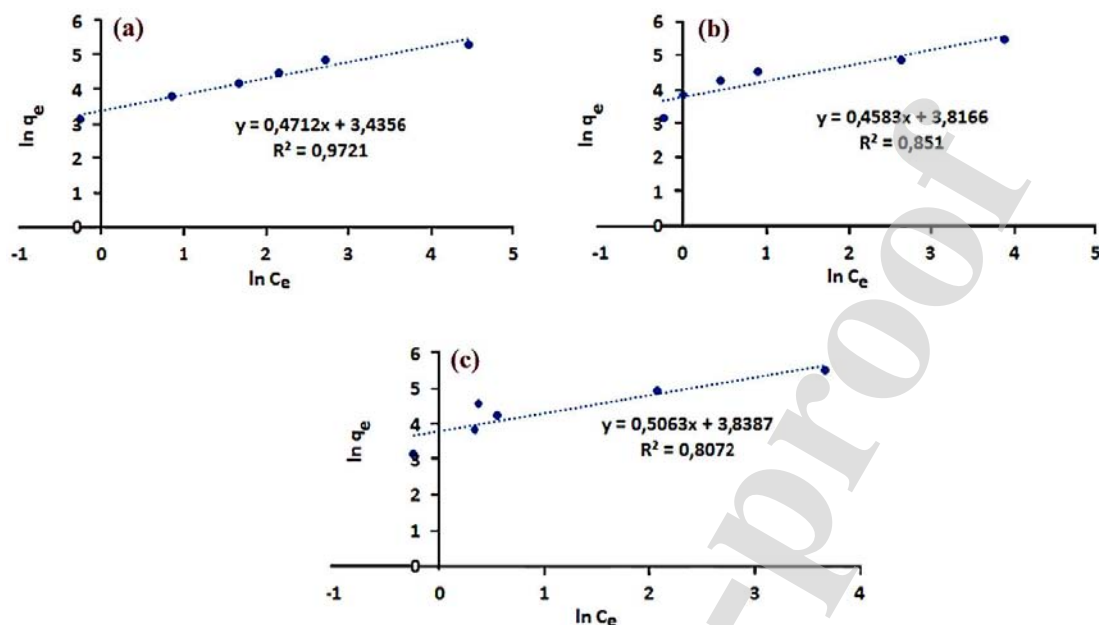 (a)
6
5
4
3
2
1
0
ln qe
y = 0,4712x + 3,4356
R² = 0,9721
-1 0 1 2 3 4 5
ln Ce
(b)
6
5
4
3
2
1
0
ln qe
y = 0,4583x + 3,8166
R² = 0,851
-1 0 1 2 3 4 5
ln Ce
(c)
6
5
4
3
2
1
0
ln qe
y = 0,5063x + 3,8387
R² = 0,8072
-1 0 1 2 3 4
ln Ce
-proof